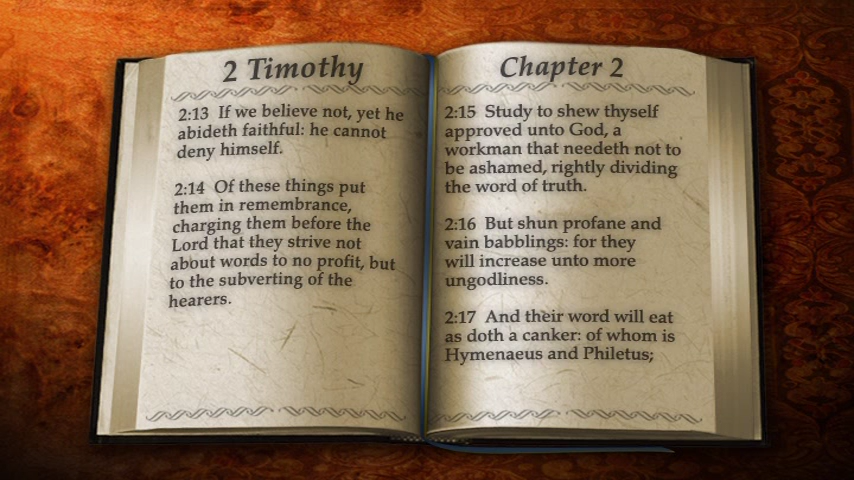 2 Timothy
2:13 If we believe not, yet he
abideth faithful: he cannot
deny himself.
2:14 Of these things put
them in remembrance,
charging them before the
Lord that they strive not
about words to no profit, but
to the subverting of the
hearers.
Chapter 2
2:15 Study to shew thyself
approved unto God, a
workman that needeth not to
be ashamed, rightly dividing
the word of truth.
2:16 But shun profane and
vain babblings: for they
will increase unto more
ungodliness.
2:17 And their word will eat
as doth a canker: of whom is
Hymenaeus and Philetus;